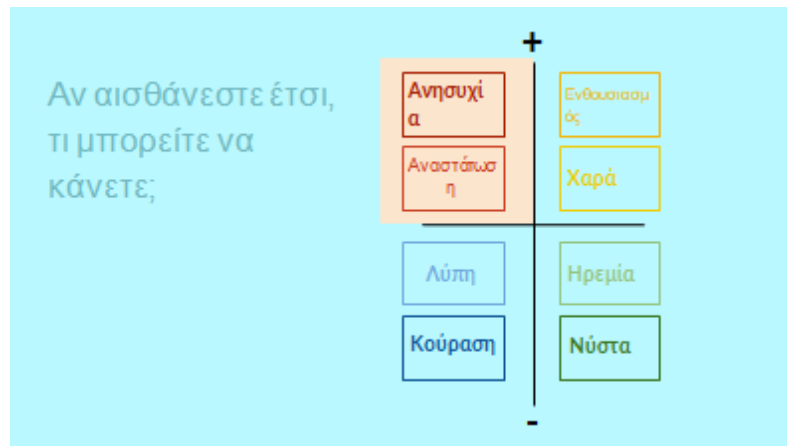 Αν αισθάνεστε έτσι,
τι μπορείτε να
κάνετε;
+
Ανησυχί
α
Ενθουσιασμ
ός
Αναστάτωσ
η
Χαρά
Λύπη
Ηρεμία
Κούραση
Νύστα
-